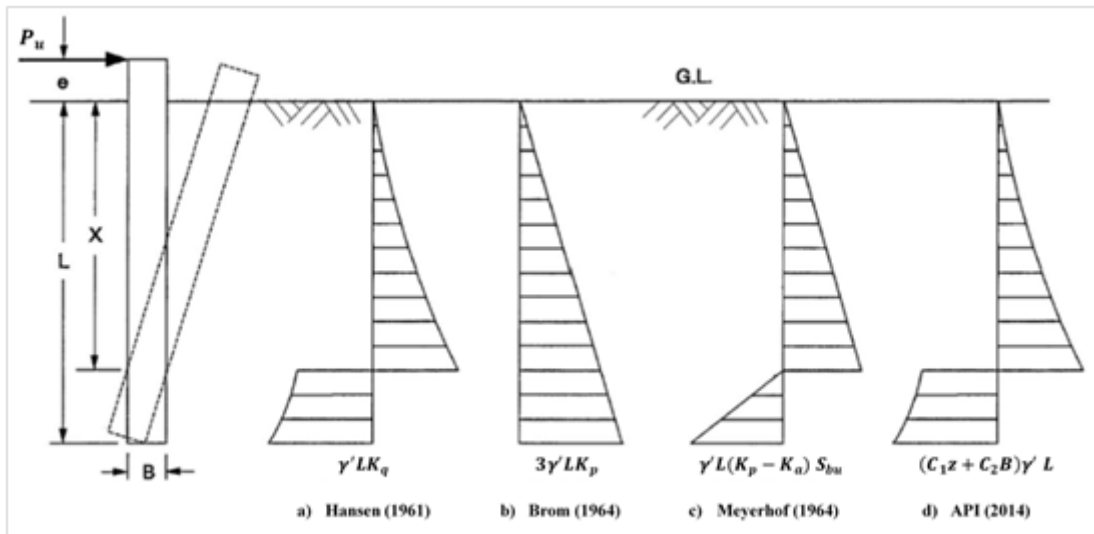 P_u
e
G.L.
X
L
B
γ′LK_q
3γ′LK_p
γ′L(K_p − K_a) S_bu
(C_1z + C_2B)γ′ L
a) Hansen (1961)
b) Brom (1964)
c) Meyerhof (1964)
d) API (2014)